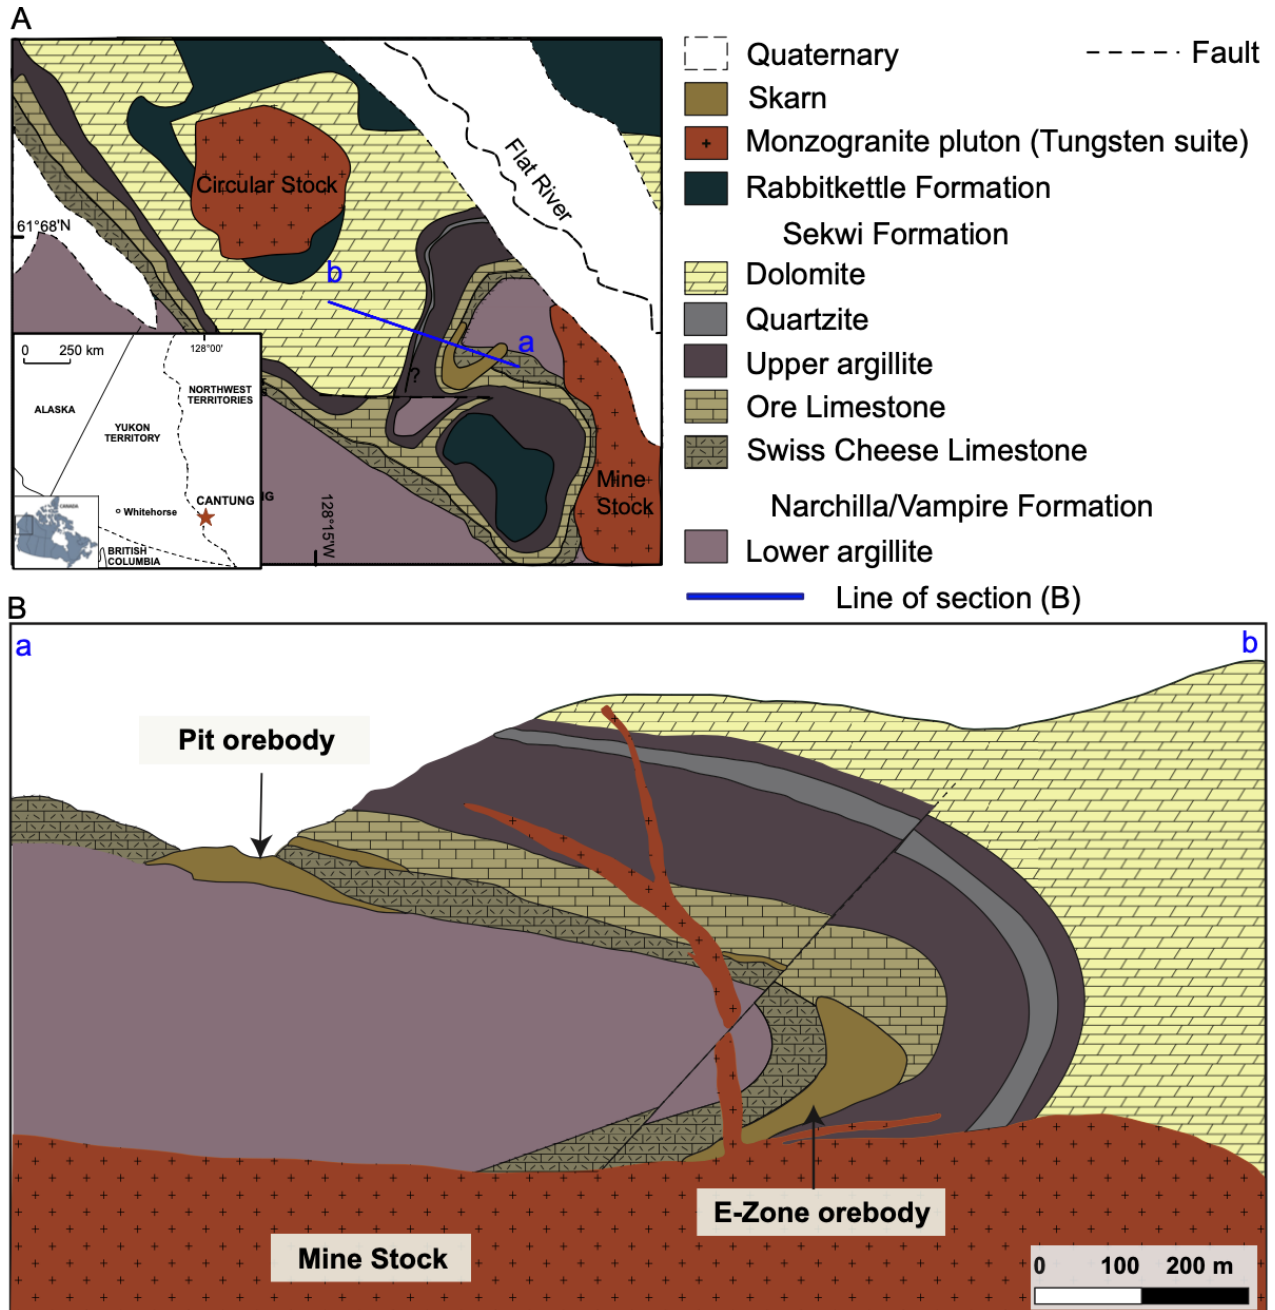 A
Quaternary
Fault
Skarn
Monzogranite pluton (Tungsten suite)
Rabbitkettle Formation
Sekwi Formation
Dolomite
Quartzite
Upper argillite
Ore Limestone
Swiss Cheese Limestone
Narchilla/Vampire Formation
Lower argillite
Line of section (B)
Flat River
Circular Stock
61°68'N
b
a
?
Mine
Stock
128°15'W
0 250 km
128°00'
NORTHWEST
TERRITORIES
ALASKA
YUKON
TERRITORY
CANTUNG
NG
Whitehorse
CANADA
BRITISH
COLUMBIA
B
a
b
Pit orebody
E-Zone orebody
Mine Stock
0 100 200 m